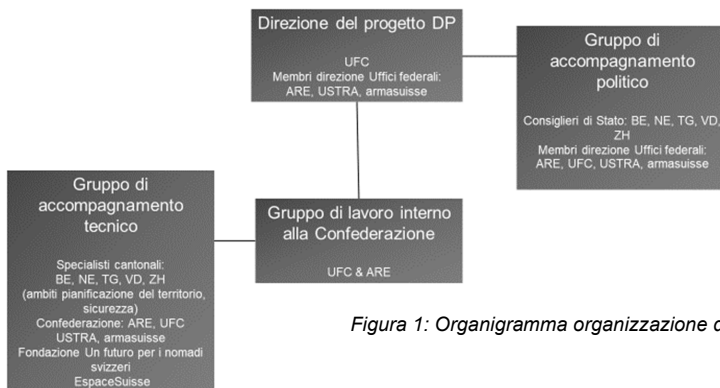 Direzione del progetto DP
UFC
Membri direzione Uffici federali:
ARE, USTRA, armasuisse
Gruppo di
accompagnamento
politico
Consiglieri di Stato: BE, NE, TG, VD,
ZH
Membri direzione Uffici federali:
ARE, UFC, USTRA, armasuisse
Gruppo di
accompagnamento
tecnico
Specialisti cantonali:
BE, NE, TG, VD, ZH
(ambiti pianificazione del territorio,
sicurezza)
Confederazione: ARE, UFC
USTRA, armasuisse
Fondazione Un futuro per i nomadi
svizzeri
EspaceSuisse
Gruppo di lavoro interno
alla Confederazione
UFC & ARE
Figura 1: Organigramma organizzazione